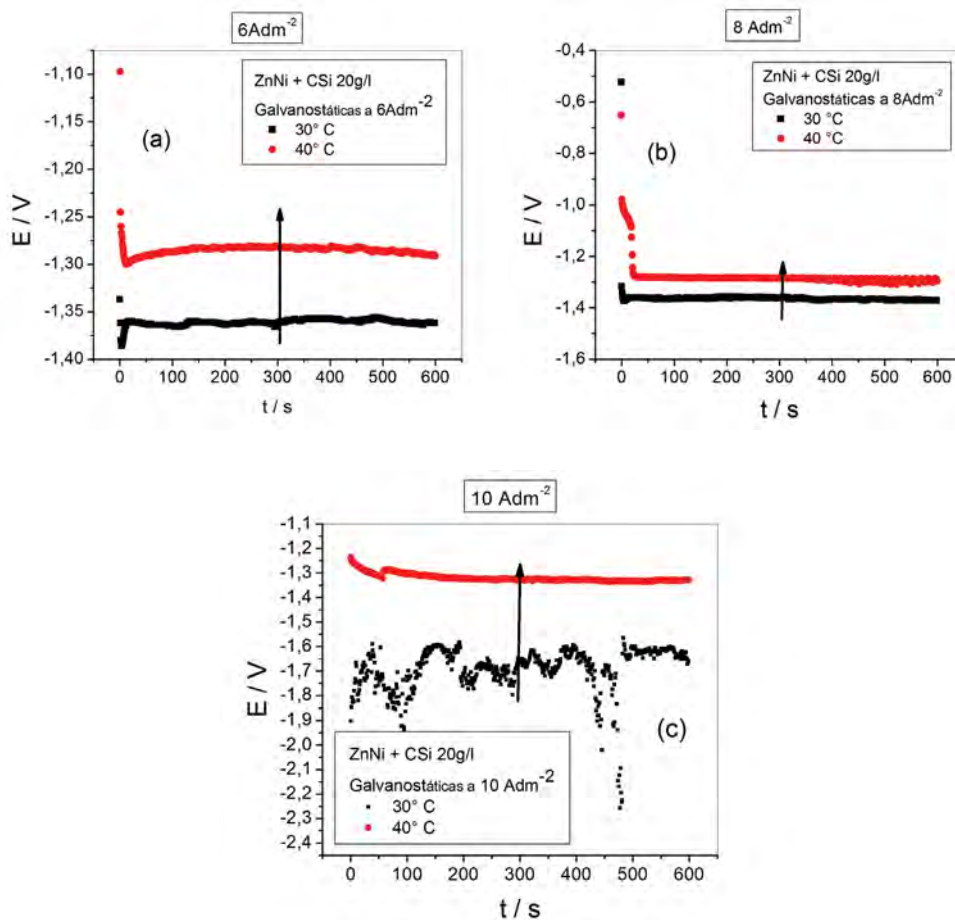 6Adm⁻²
-1,10
-1,15
-1,20
-1,25
-1,30
-1,35
-1,40
E / V
(a)
ZnNi + CSi 20g/l
Galvanostáticas a 6Adm⁻²
30° C
40° C
0 100 200 300 400 500 600
t / s
8 Adm⁻²
-0,4
-0,6
-0,8
-1,0
-1,2
-1,4
-1,6
E / V
(b)
ZnNi + CSi 20g/l
Galvanostáticas a 8Adm⁻²
30 °C
40 °C
0 100 200 300 400 500 600
t / s
10 Adm⁻²
-1,1
-1,2
-1,3
-1,4
-1,5
-1,6
-1,7
-1,8
-1,9
-2,0
-2,1
-2,2
-2,3
-2,4
E / V
(c)
ZnNi + CSi 20g/l
Galvanostáticas a 10 Adm⁻²
30° C
40° C
0 100 200 300 400 500 600
t / s